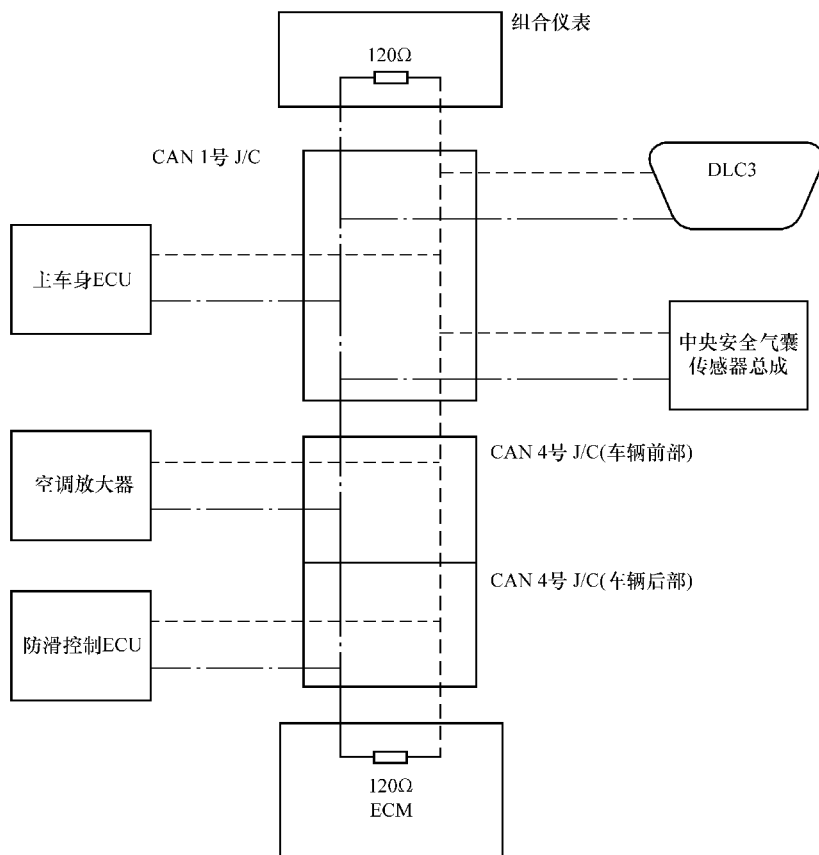 组合仪表
120Ω
CAN 1号 J/C
DLC3
主车身ECU
中央安全气囊
传感器总成
CAN 4号 J/C(车辆前部)
空调放大器
CAN 4号 J/C(车辆后部)
防滑控制ECU
120Ω
ECM